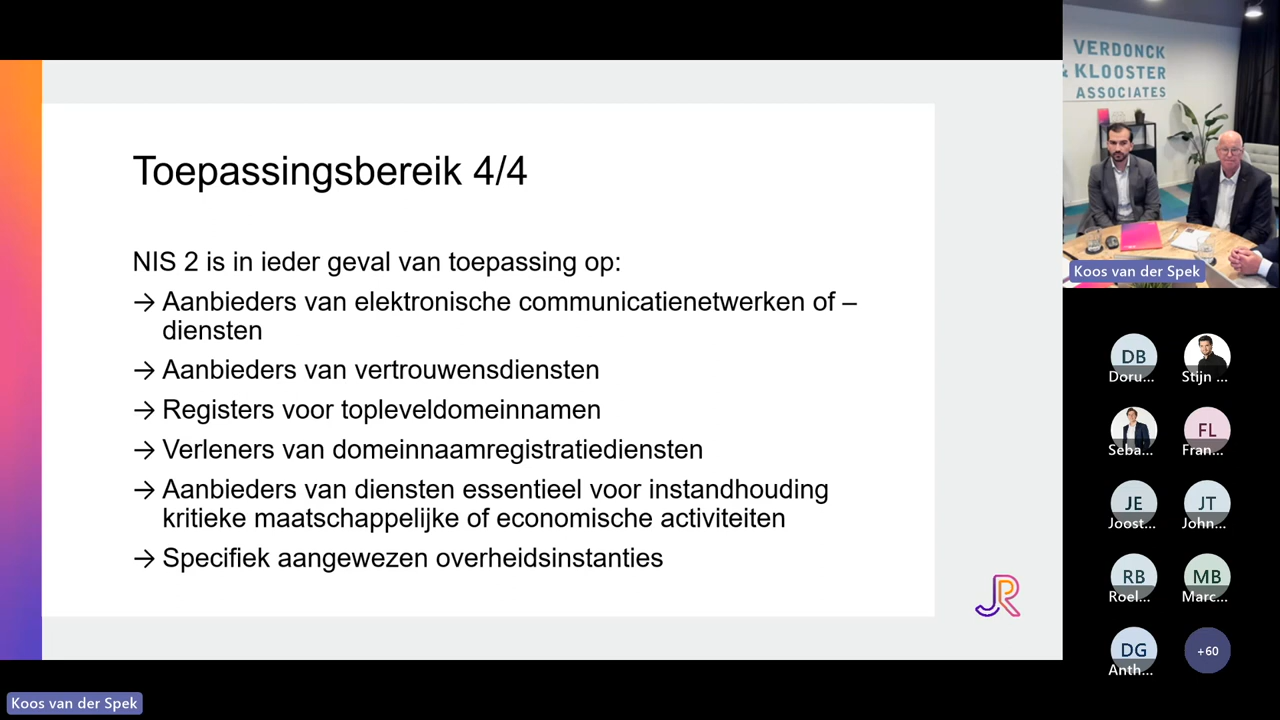 Toepassingsbereik 4/4
NIS 2 is in ieder geval van toepassing op:
→ Aanbieders van elektronische communicatienetwerken of –
diensten
→ Aanbieders van vertrouwensdiensten
→ Registers voor topleveldomeinnamen
→ Verleners van domeinnaamregistratiediensten
→ Aanbieders van diensten essentieel voor instandhouding
kritieke maatschappelijke of economische activiteiten
→ Specifiek aangewezen overheidsinstanties
JR
VERDONCK
& KLOOSTER
ASSOCIATES
Koos van der Spek
DB
Doru...
Stijn ...
Seba...
FL
Fran...
JE
Joost...
JT
John...
RB
Roel...
MB
Marc...
DG
Anth...
+60
Koos van der Spek